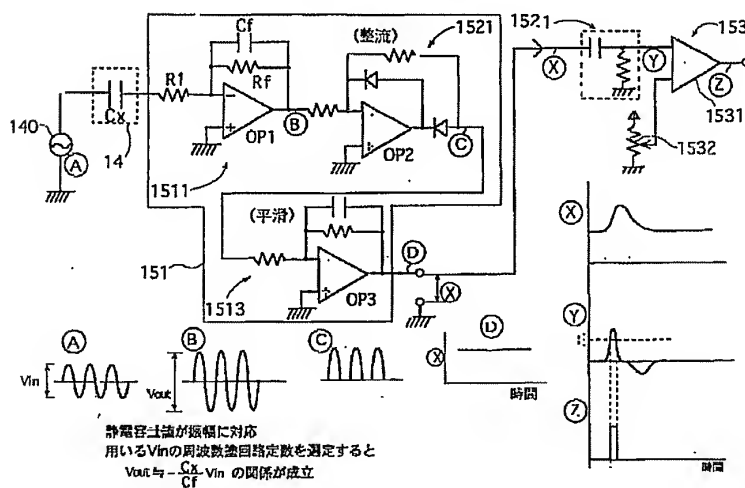 Cf
(整流)
1521
1521
153
Rf
Rf
140
Cx
A
14
OP1
B
OP2
C
X
Y
Z
1531
1532
1511
(平滑)
151
1513
OP3
D
X
A
B
C
D
Vin
Vout
X
時間
X
Y
Z
時間
静電容量値が振幅に対応
用いるVinの周波数塗回路定数を選定すると
Vout≒-Cx/Cf・Vin の関係が成立